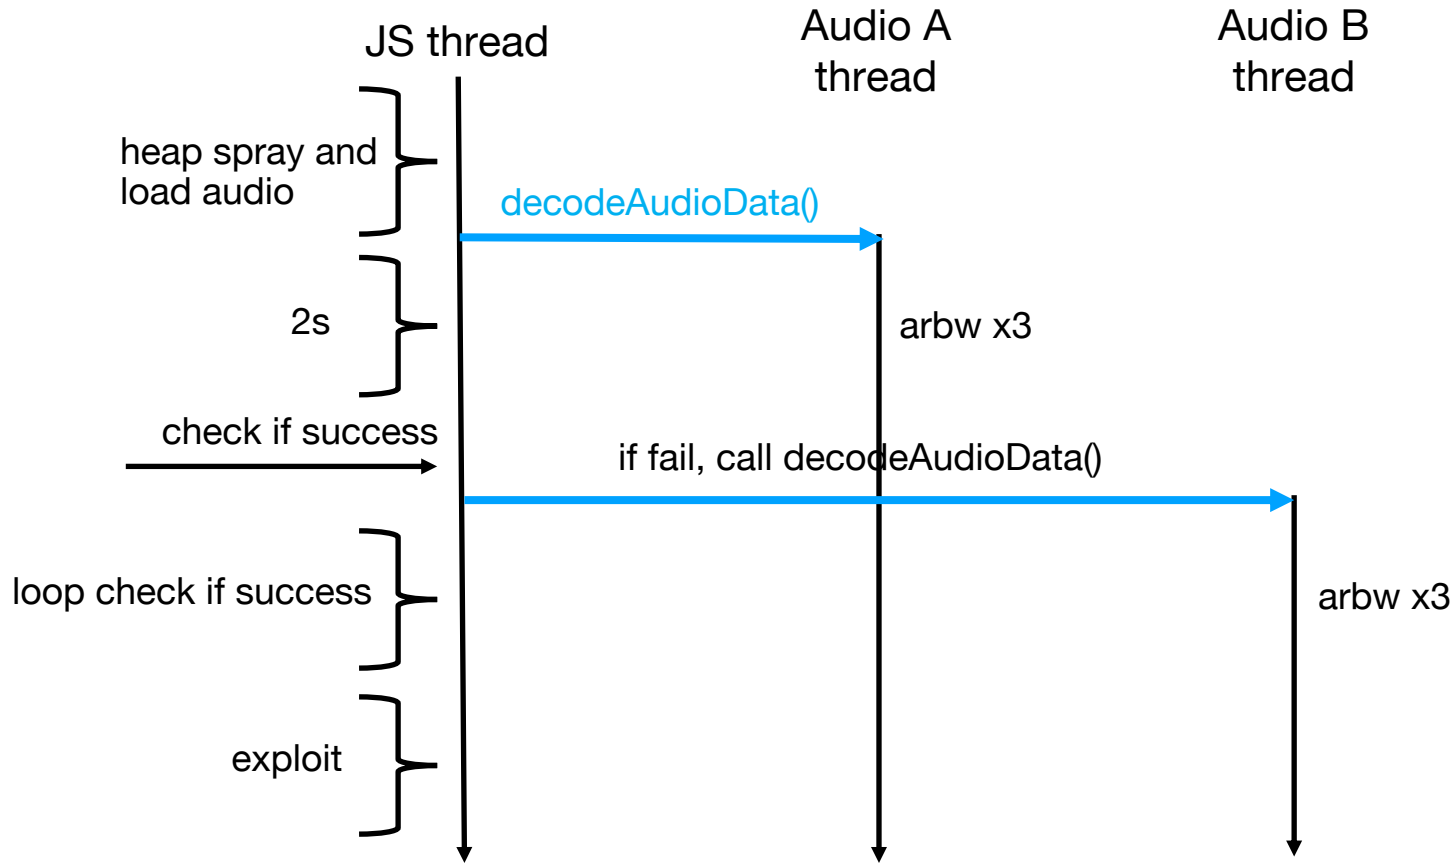 JS thread
Audio A
thread
Audio B
thread
heap spray and
load audio
decodeAudioData()
2s
arbw x3
check if success
if fail, call decodeAudioData()
loop check if success
arbw x3
exploit